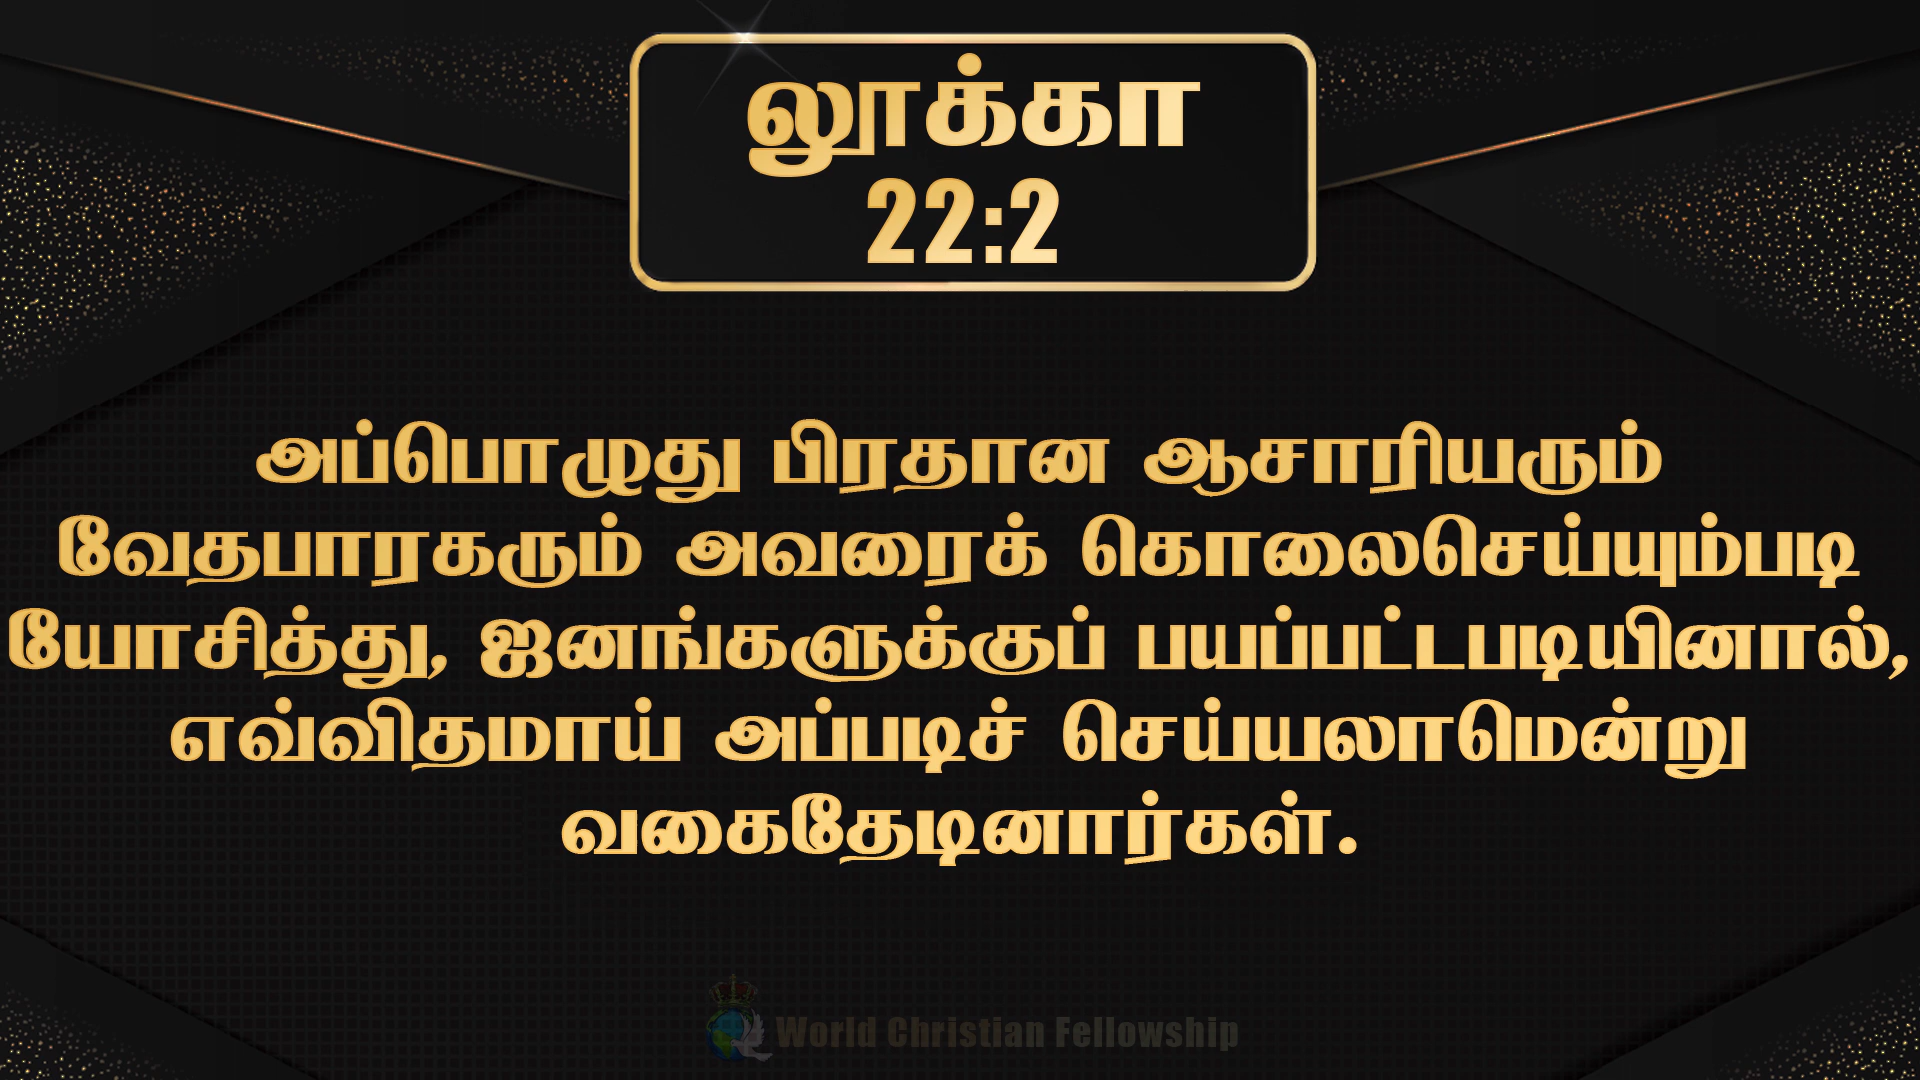 லூக்கா
22:2
அப்பொழுது பிரதான ஆசாரியரும்
வேதபாரகரும் அவரைக் கொலைசெய்யும்படி
யோசித்து, ஜனங்களுக்குப் பயப்பட்டபடியினால்,
எவ்விதமாய் அப்படிச் செய்யலாமென்று
வகைதேடினார்கள்.
World Christian Fellowship